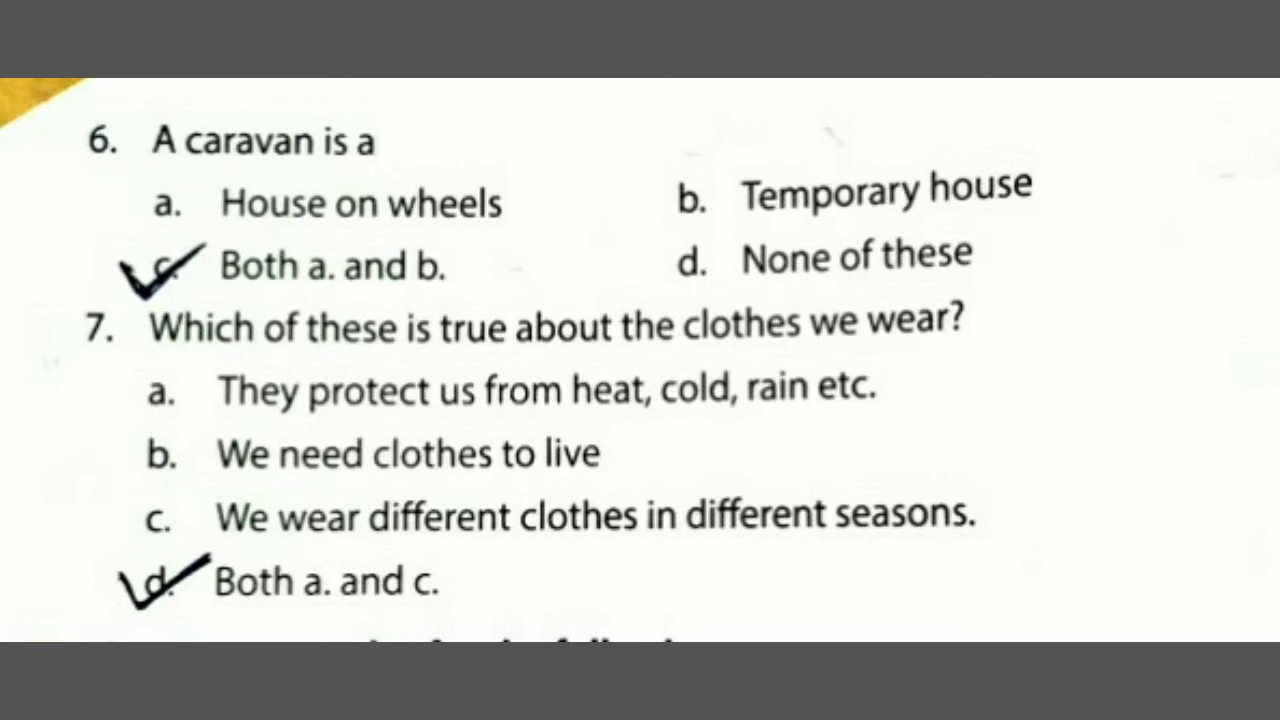 6. A caravan is a
a. House on wheels b. Temporary house
c. Both a. and b. d. None of these
7. Which of these is true about the clothes we wear?
a. They protect us from heat, cold, rain etc.
b. We need clothes to live
c. We wear different clothes in different seasons.
d. Both a. and c.